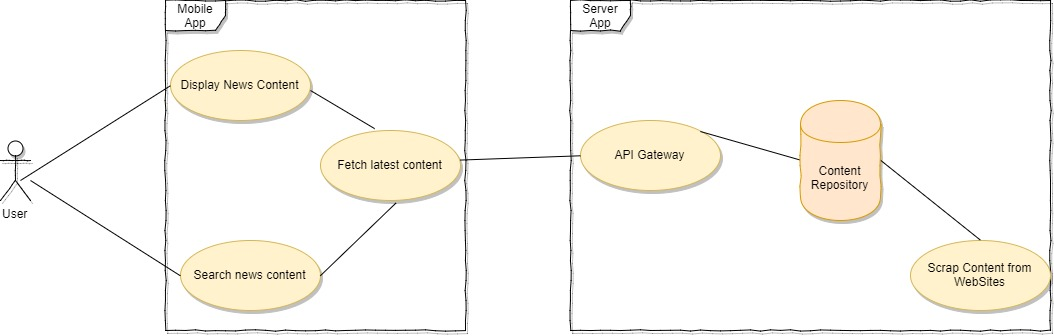 Mobile
App
Server
App
Display News Content
Fetch latest content
API Gateway
Content
Repository
User
Search news content
Scrap Content from
WebSites